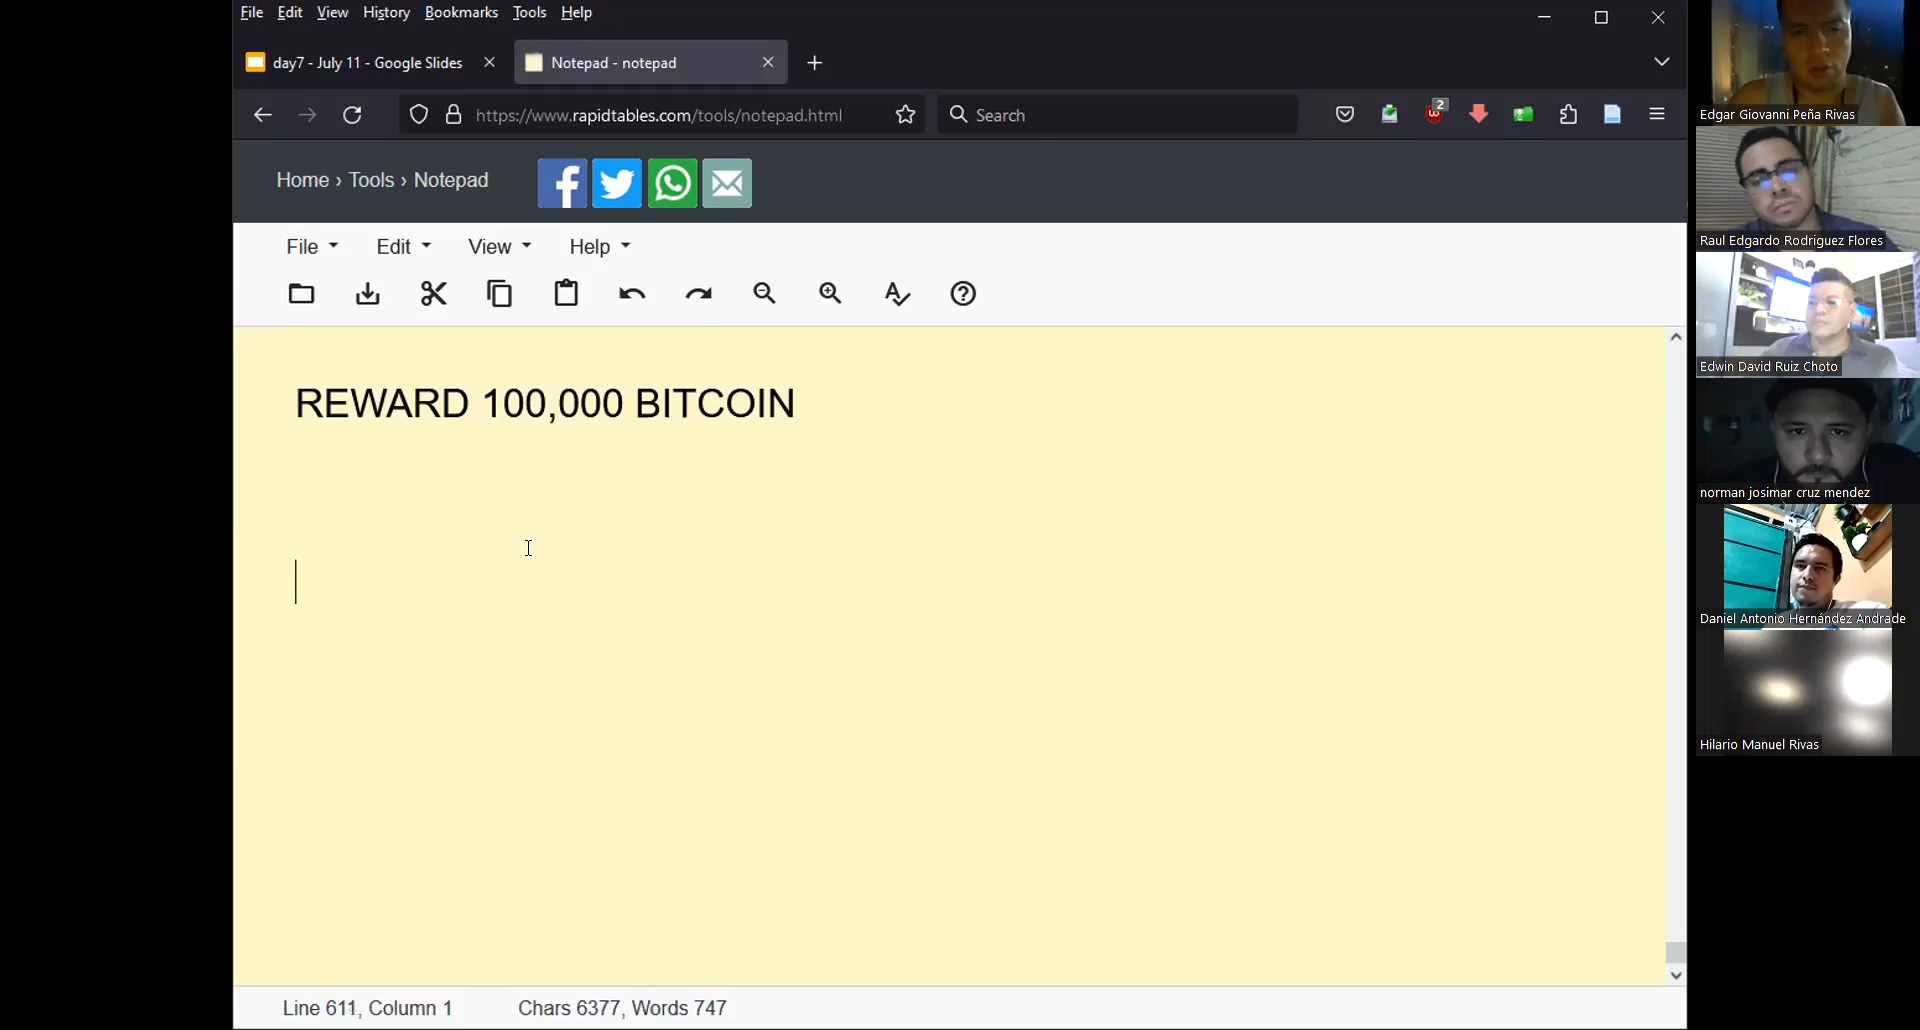 File Edit View History Bookmarks Tools Help
day7 - July 11 - Google Slides
Notepad - notepad
https://www.rapidtables.com/tools/notepad.html
Search
2
Home › Tools › Notepad
File Edit View Help
REWARD 100,000 BITCOIN
Line 611, Column 1 Chars 6377, Words 747
Edgar Giovanni Peña Rivas
Raul Edgardo Rodriguez Flores
Edwin David Ruiz Choto
norman josimar cruz mendez
Daniel Antonio Hernández Andrade
Hilario Manuel Rivas